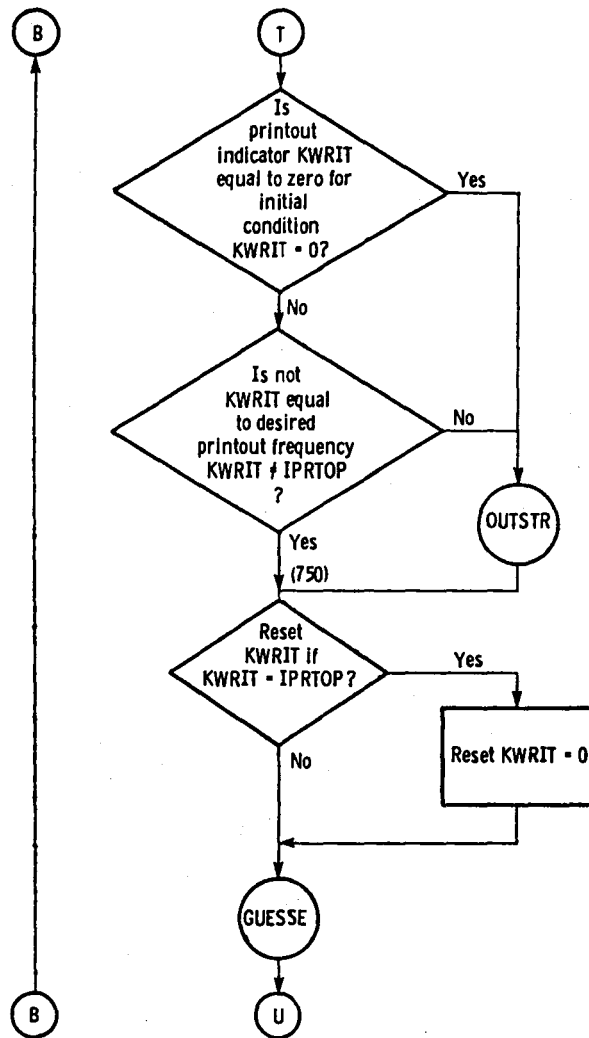 B
T
Is
printout
indicator KWRIT
equal to zero for
initial
condition
KWRIT = 0?
Yes
No
Is not
KWRIT equal
to desired
printout frequency
KWRIT ≠ IPRTOP
?
No
OUTSTR
Yes
(750)
Reset
KWRIT if
KWRIT = IPRTOP?
Yes
Reset KWRIT = 0
No
GUESSE
B
U